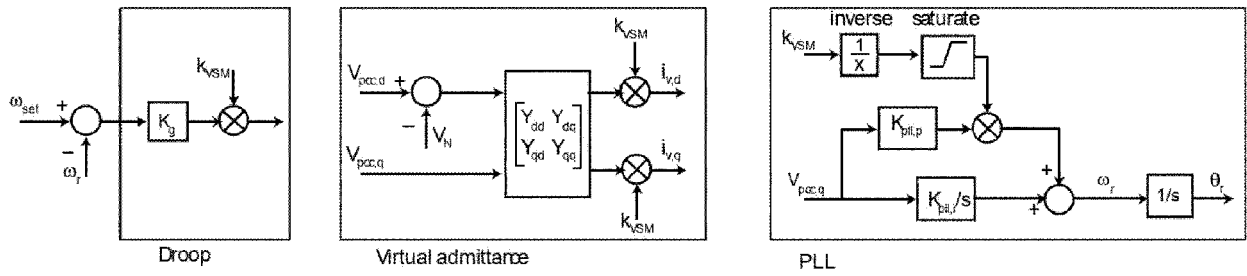 ω_set
+
−
ω_r
k_VSM
K_g
Droop
V_pcc,d
+
−
V_N
V_pcc,q
Y_dd Y_dq
Y_qd Y_qq
k_VSM
i_v,d
i_v,q
k_VSM
Virtual admittance
inverse saturate
k_VSM
1
x
K_pll,p
V_pcc,q
K_pll,i/s
+
+
ω_r
1/s
θ_r
PLL